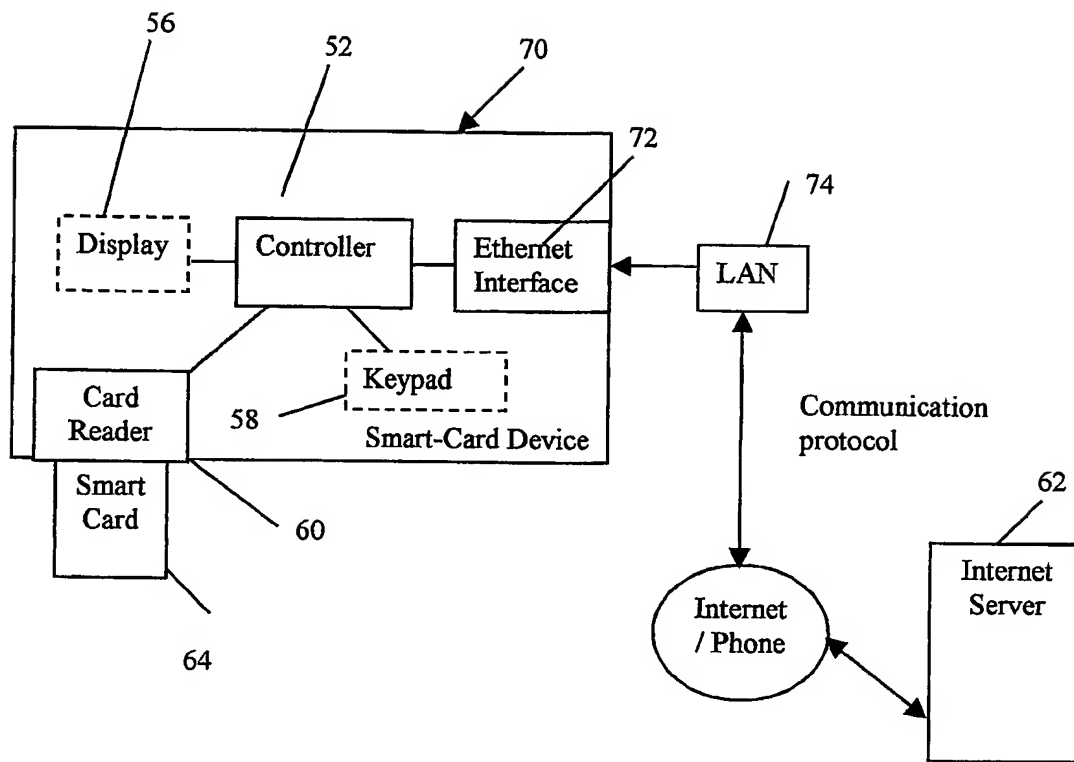 56
52
70
72
74
Display
Controller
Ethernet
Interface
LAN
Keypad
58
Card
Reader
Smart-Card Device
Smart
Card
60
64
Communication
protocol
62
Internet
/ Phone
Internet
Server